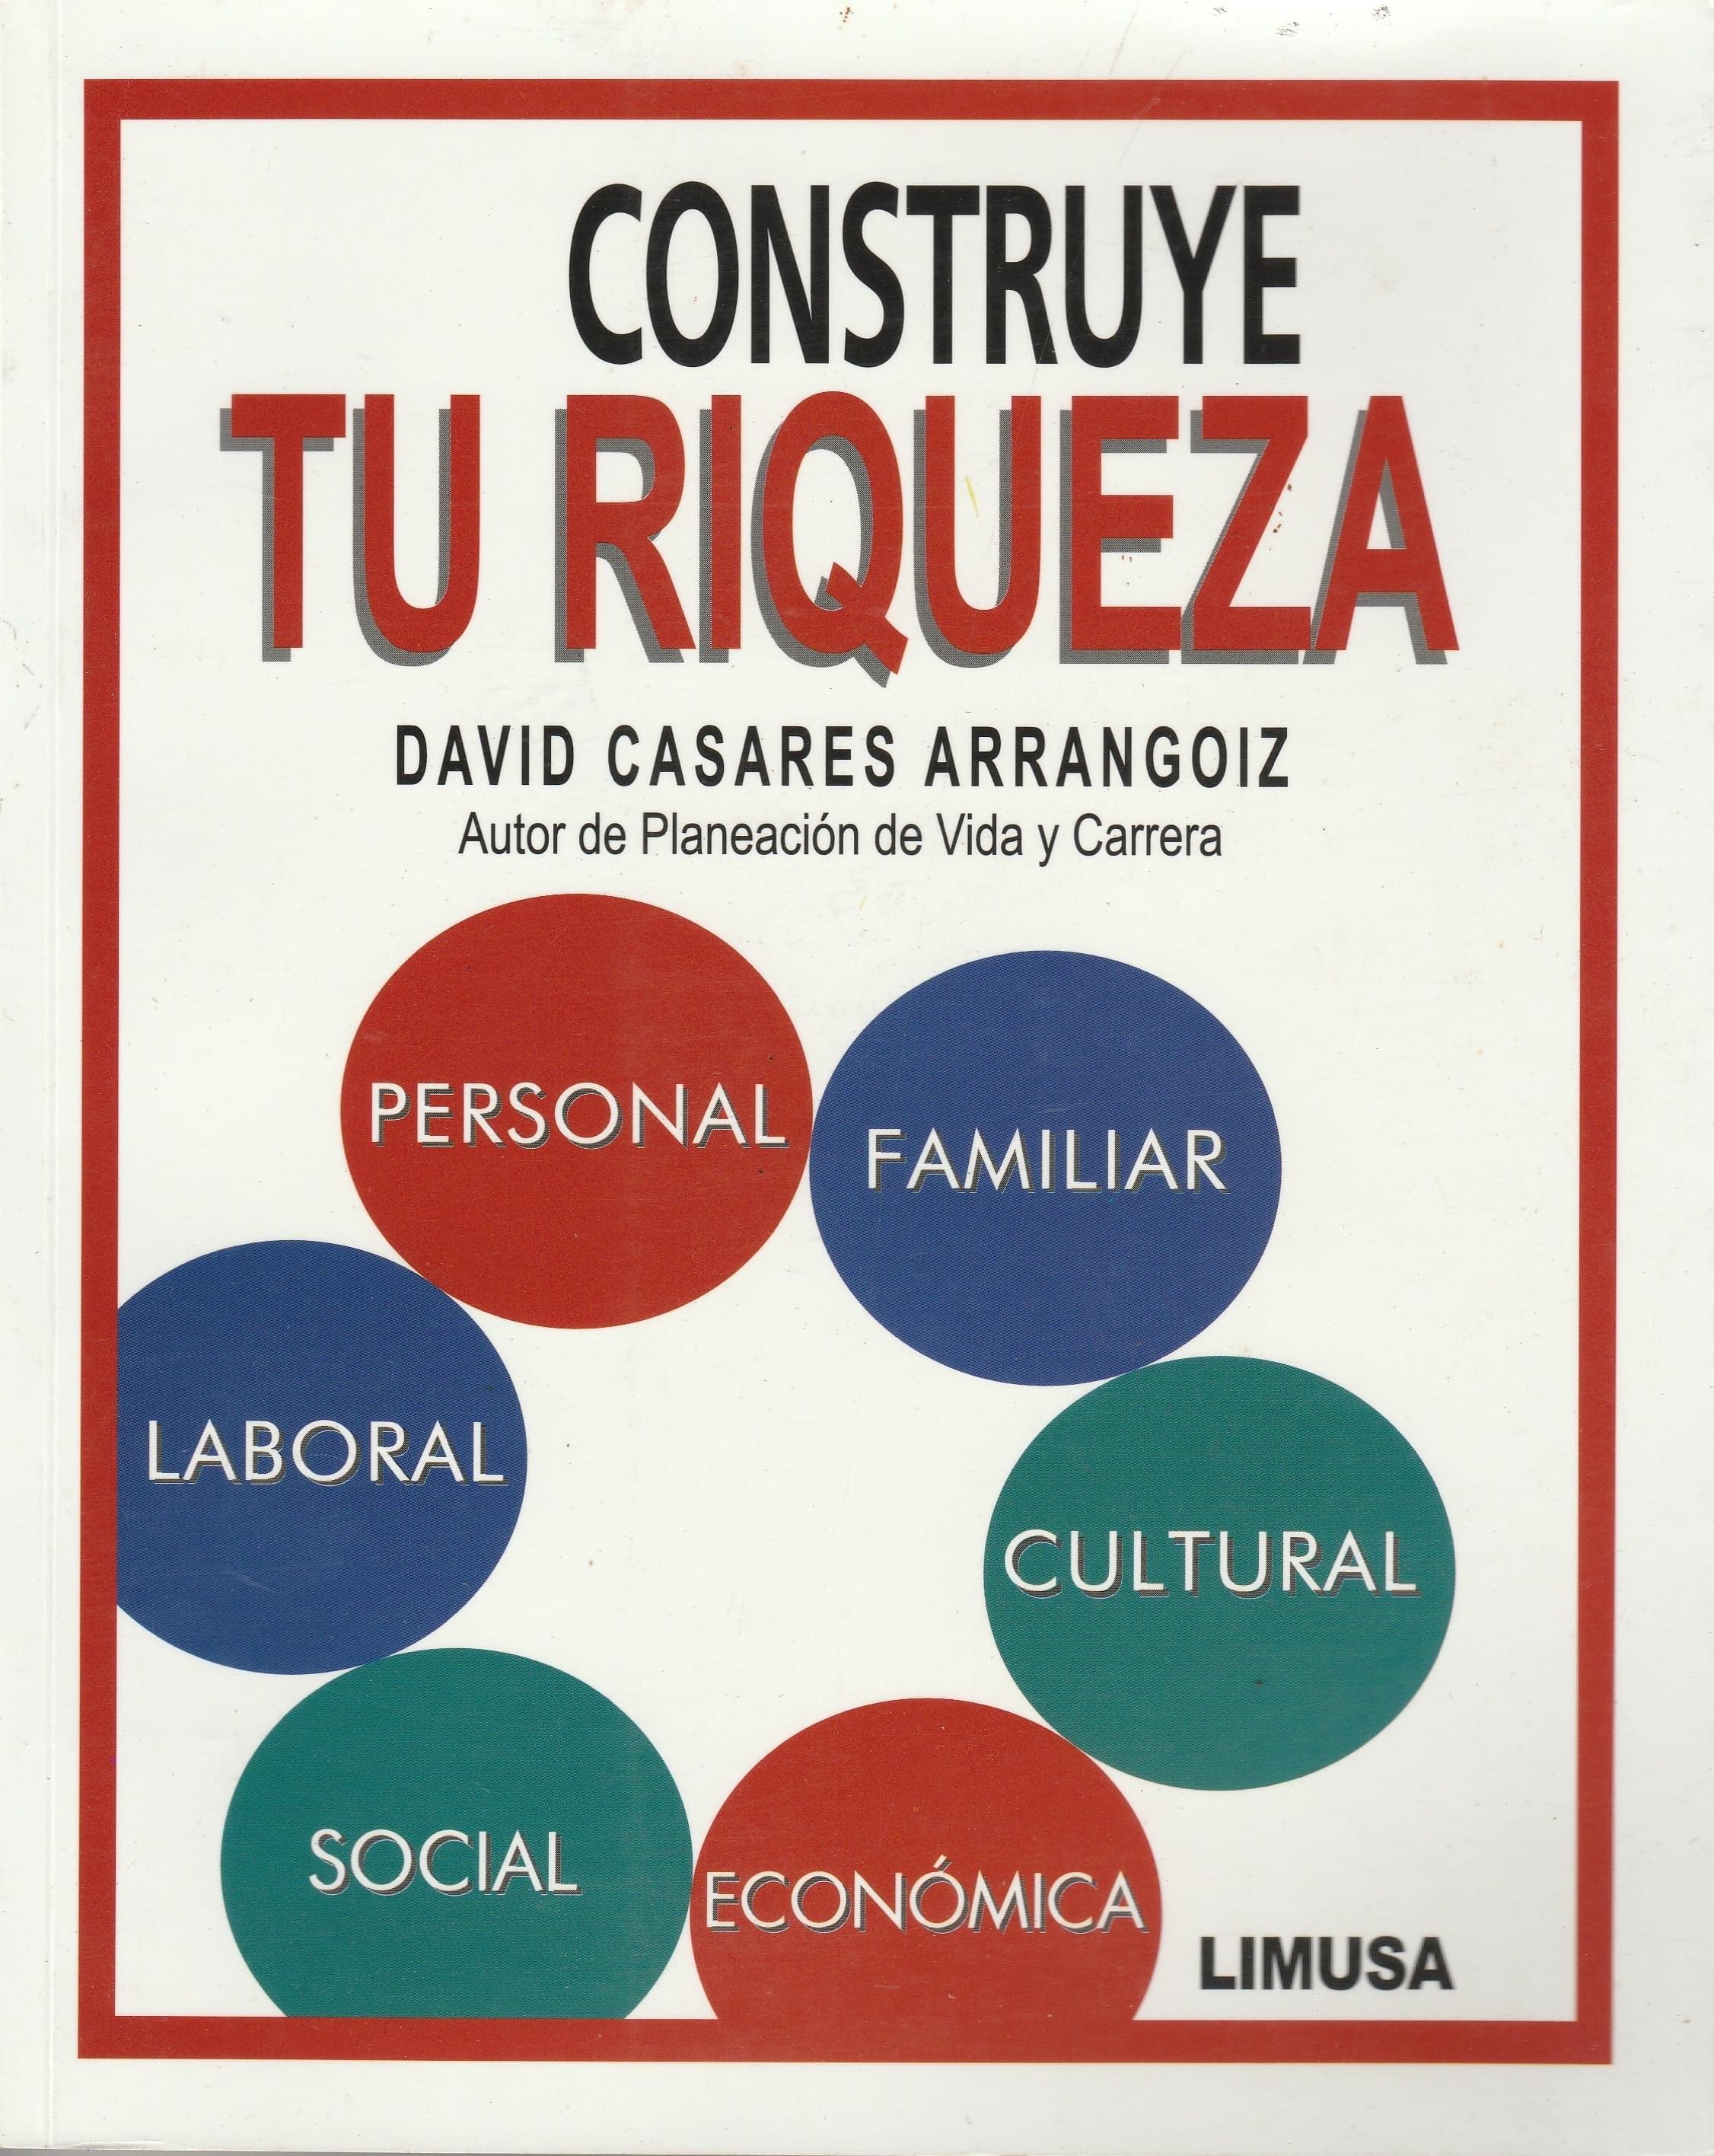 CONSTRUYE
TU RIQUEZA
DAVID CASARES ARRANGOIZ
Autor de Planeación de Vida y Carrera
PERSONAL
FAMILIAR
LABORAL
CULTURAL
SOCIAL
ECONÓMICA
LIMUSA